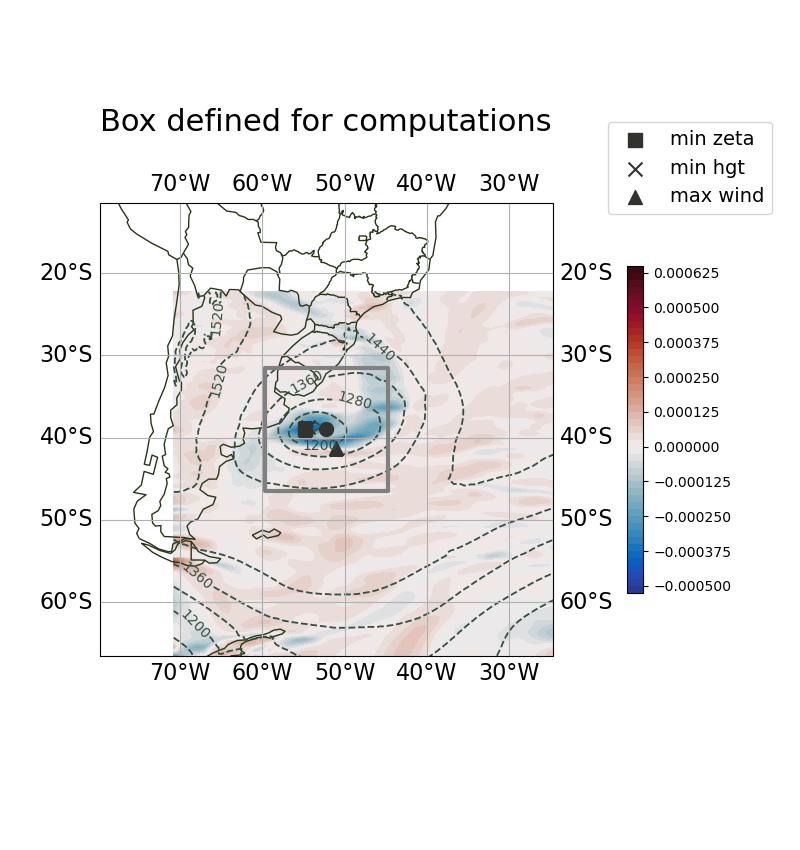 Box defined for computations
min zeta
min hgt
max wind
70°W 60°W 50°W 40°W 30°W
20°S 20°S
30°S 30°S
40°S 40°S
50°S 50°S
60°S 60°S
70°W 60°W 50°W 40°W 30°W
1520
1520
1440
1360
1280
1200
1360
1200
0.000625
0.000500
0.000375
0.000250
0.000125
0.000000
−0.000125
−0.000250
−0.000375
−0.000500